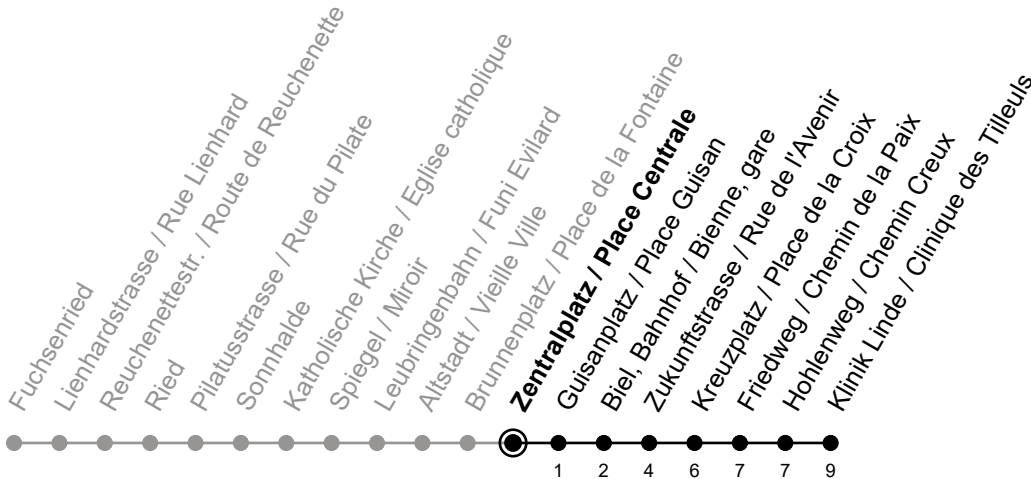 Fuchsenried
Lienhardstrasse / Rue Lienhard
Reuchenettestr. / Route de Reuchenette
Ried
Pilatusstrasse / Rue du Pilate
Sonnhalde
Katholische Kirche / Eglise catholique
Spiegel / Miroir
Leubringenbahn / Funi Evilard
Altstadt / Vieille Ville
Brunnenplatz / Place de la Fontaine
Zentralplatz / Place Centrale
Guisanplatz / Place Guisan
Biel, Bahnhof / Bienne, gare
Zukunftstrasse / Rue de l'Avenir
Kreuzplatz / Place de la Croix
Friedweg / Chemin de la Paix
Hohlenweg / Chemin Creux
Klinik Linde / Clinique des Tilleuls
1 2 4 6 7 7 9